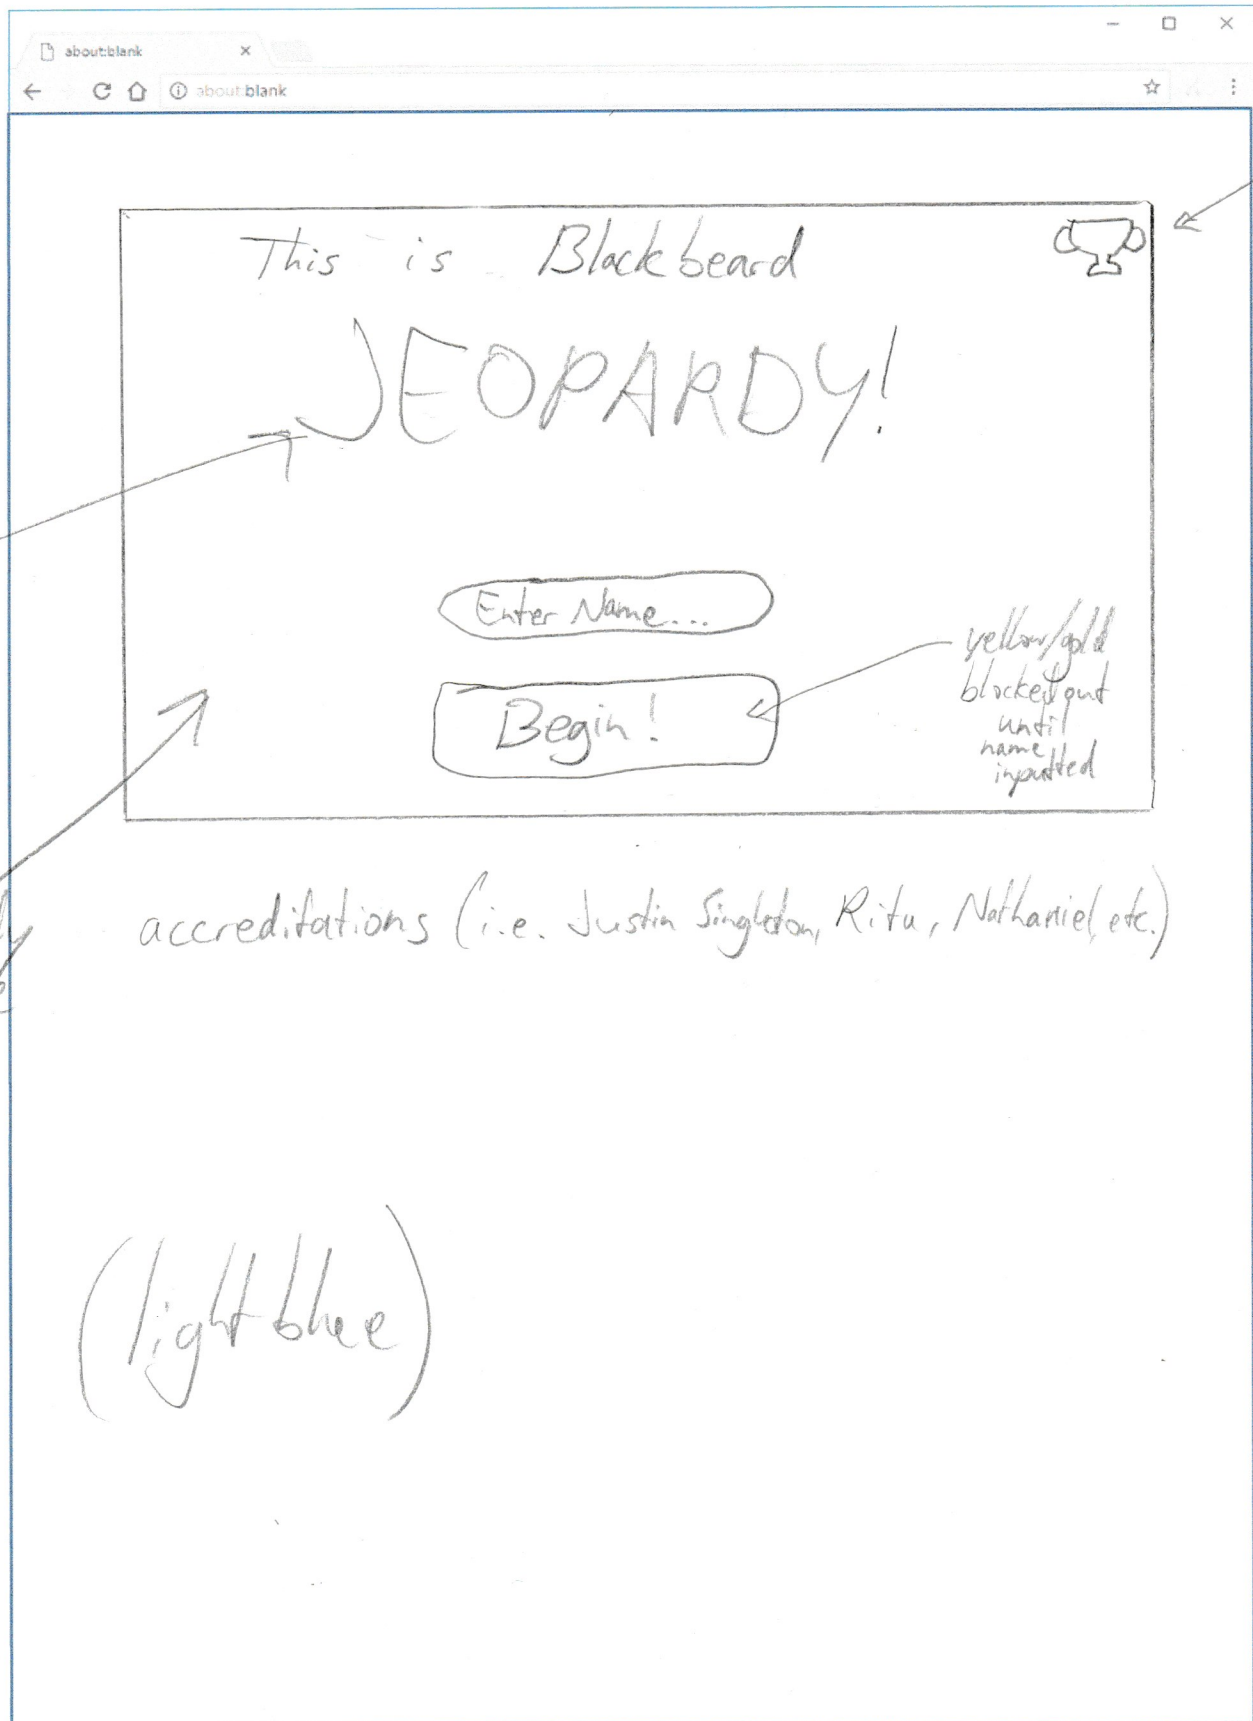 about:blank
about:blank
This is Blackbeard
JEOPARDY!
Enter Name...
Begin!
yellow/gold
blocked out
until
name
inputted
accreditations (i.e. Justin Singleton, Ritu, Nathaniel, etc.)
(light blue)